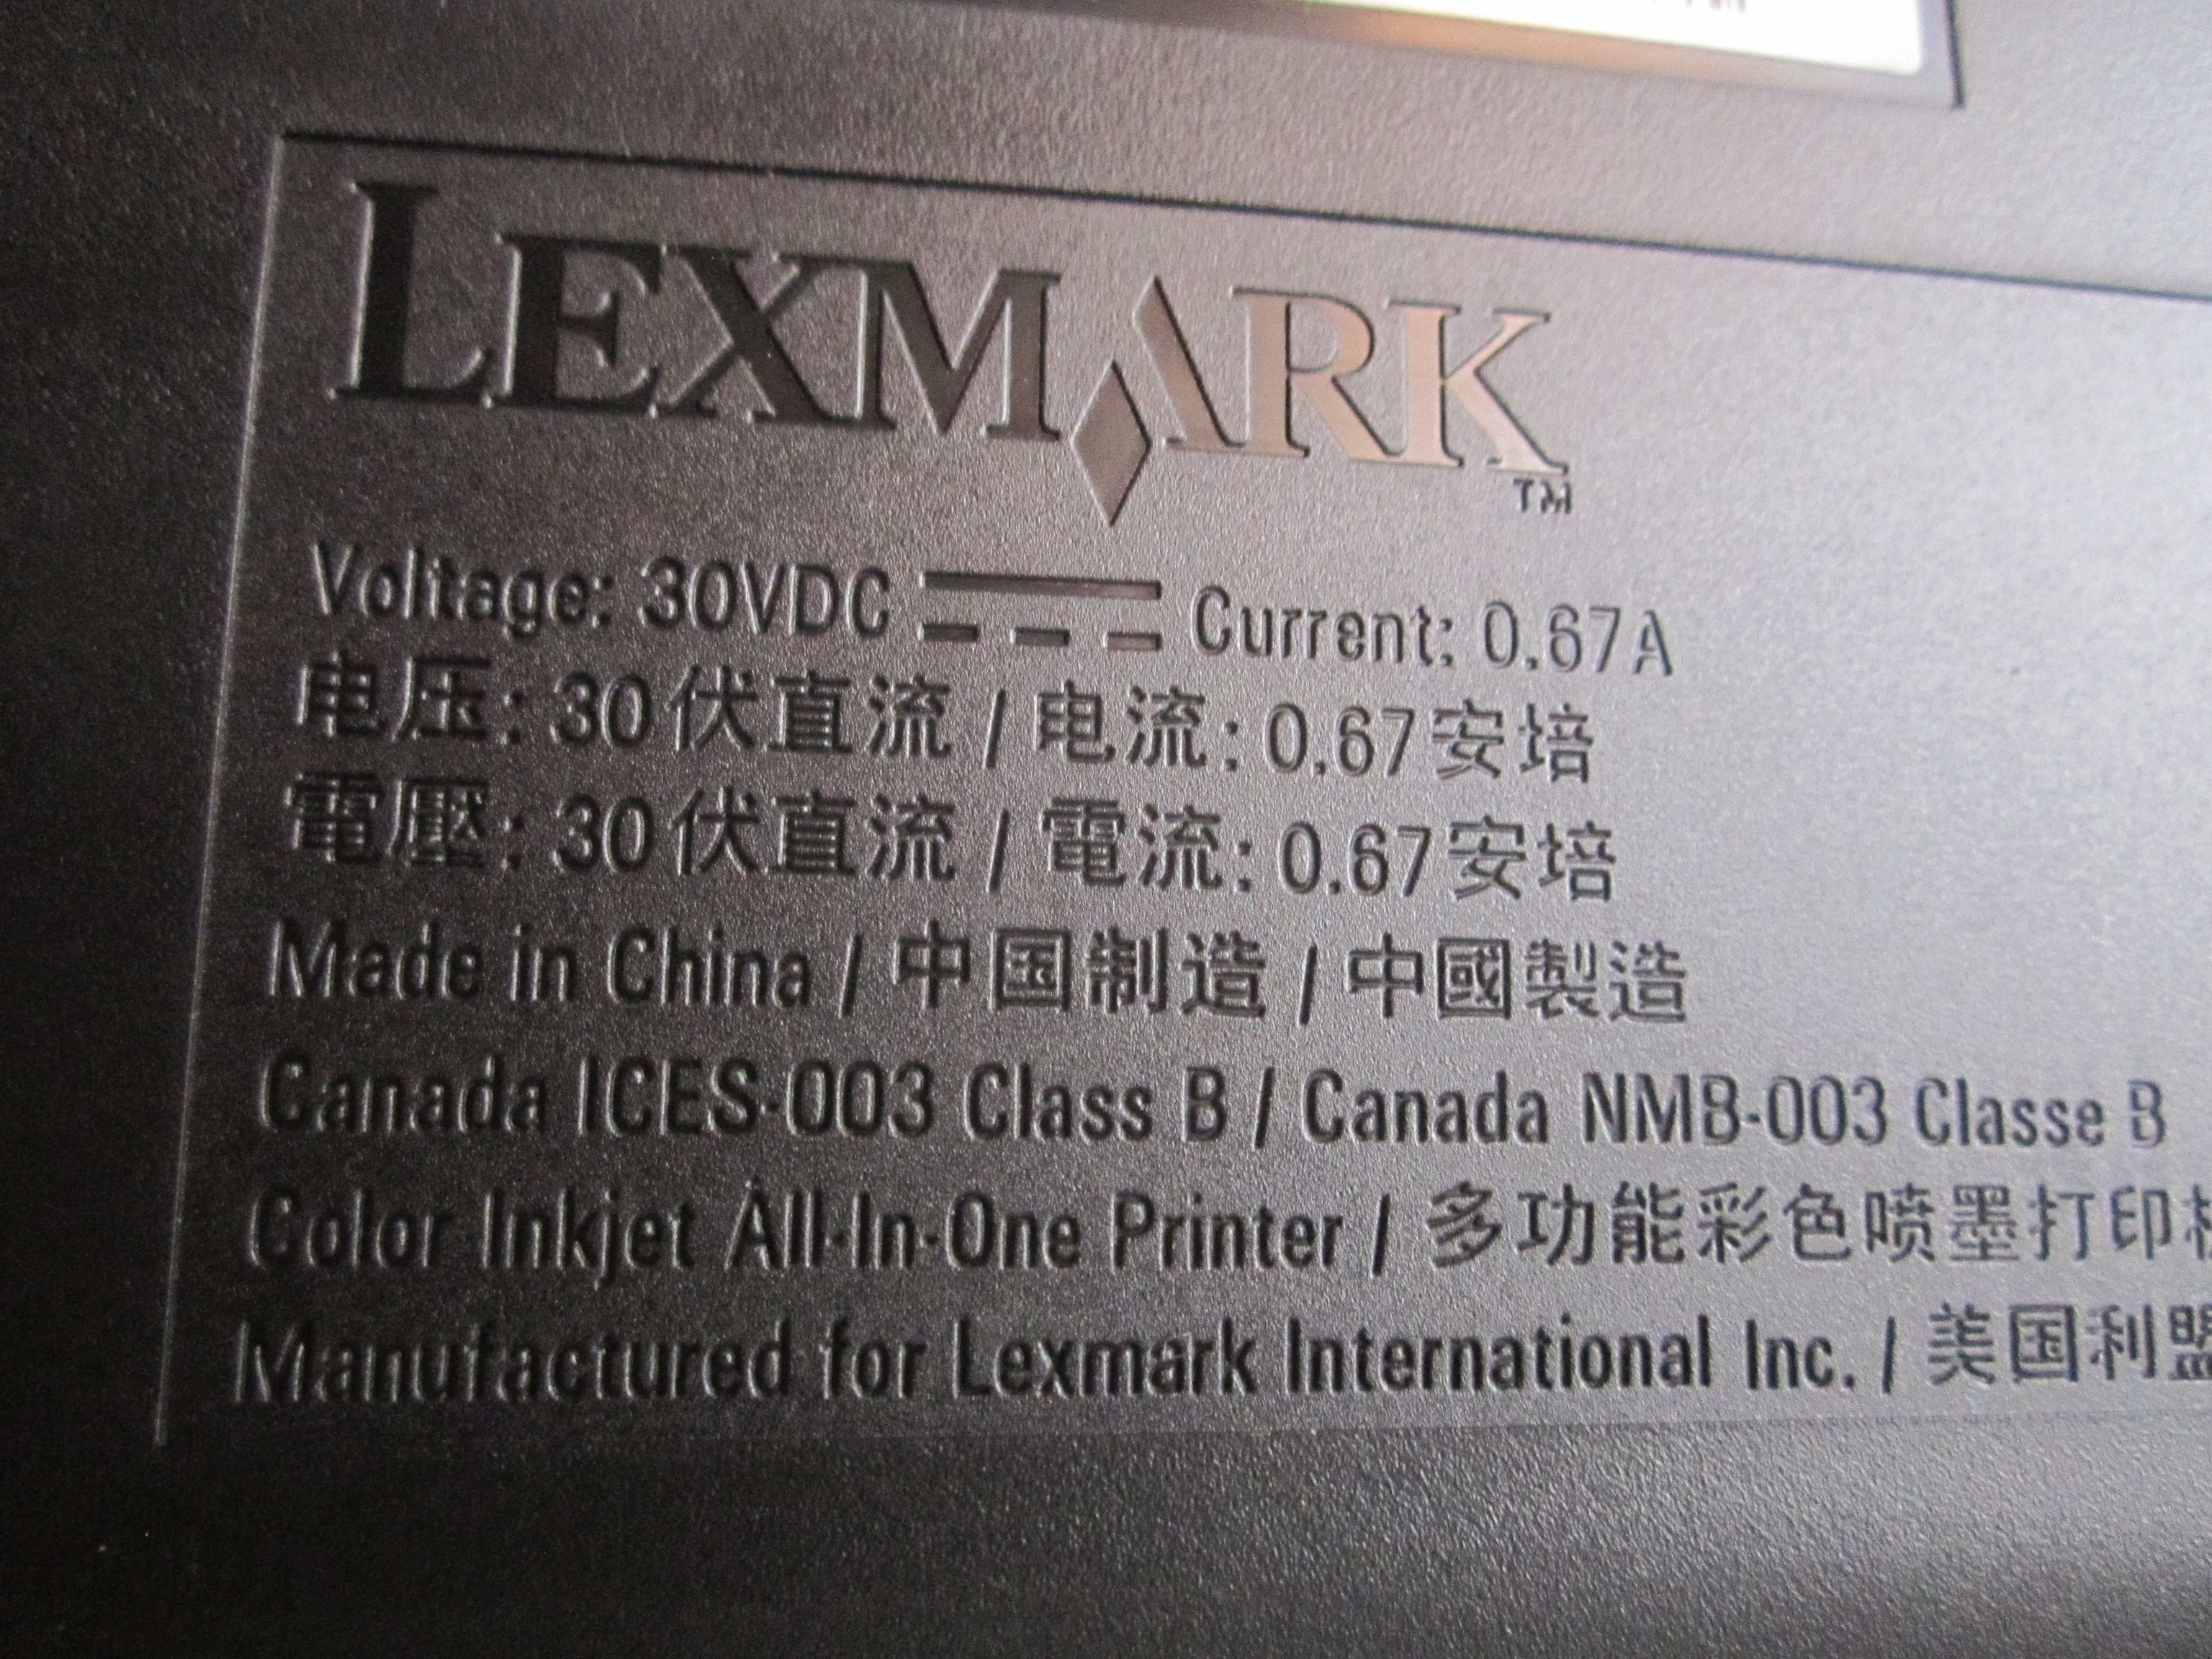 LEXMARK
TM
Voltage: 30VDC Current: 0.67A
电压: 30伏直流 / 电流: 0.67安培
電壓: 30伏直流 / 電流: 0.67安培
Made in China / 中国制造 / 中國製造
Canada ICES-003 Class B / Canada NMB-003 Classe B
Color Inkjet All-In-One Printer / 多功能彩色喷墨打印
Manufactured for Lexmark International Inc. / 美国利盟